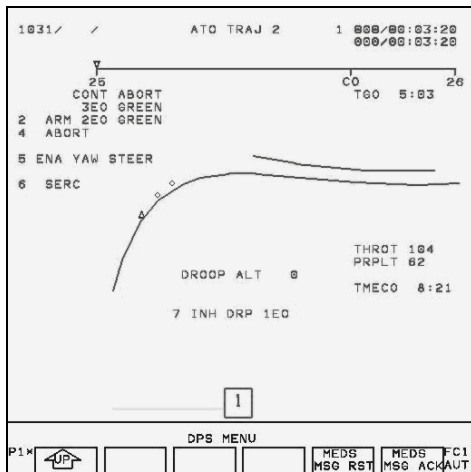 1031/   /   ATO TRAJ 2   1 000/00:03:20
000/00:03:20
25   CO   26
CONT ABORT   TGO 5:03
3EO GREEN
2 ARM 2EO GREEN
4 ABORT
5 ENA YAW STEER
6 SERC
THROT 104
PRPLT 62
DROOP ALT 0
TMECO 8:21
7 INH DRP 1EO
1
DPS MENU
P1* UP MEDS MSG RST MEDS MSG ACK FC1 AUT